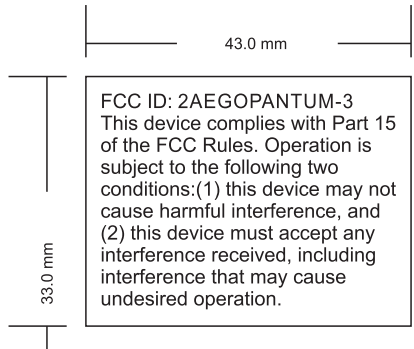 43.0 mm
FCC ID: 2AEGOPANTUM-3
This device complies with Part 15
of the FCC Rules. Operation is
subject to the following two
conditions:(1) this device may not
cause harmful interference, and
(2) this device must accept any
interference received, including
interference that may cause
undesired operation.
33.0 mm